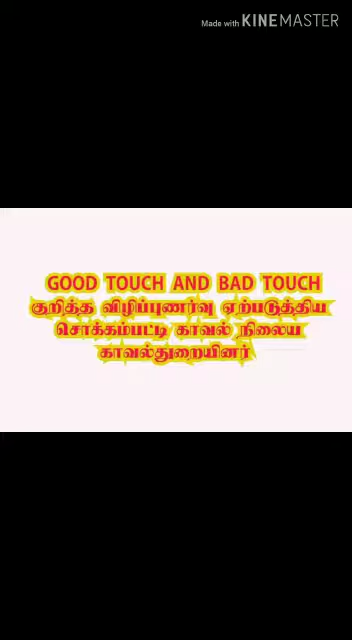 Made with KINEMASTER
GOOD TOUCH AND BAD TOUCH
குறித்த விழிப்புணர்வு ஏற்படுத்திய
சொக்கம்பட்டி காவல் நிலைய
காவல்துறையினர்